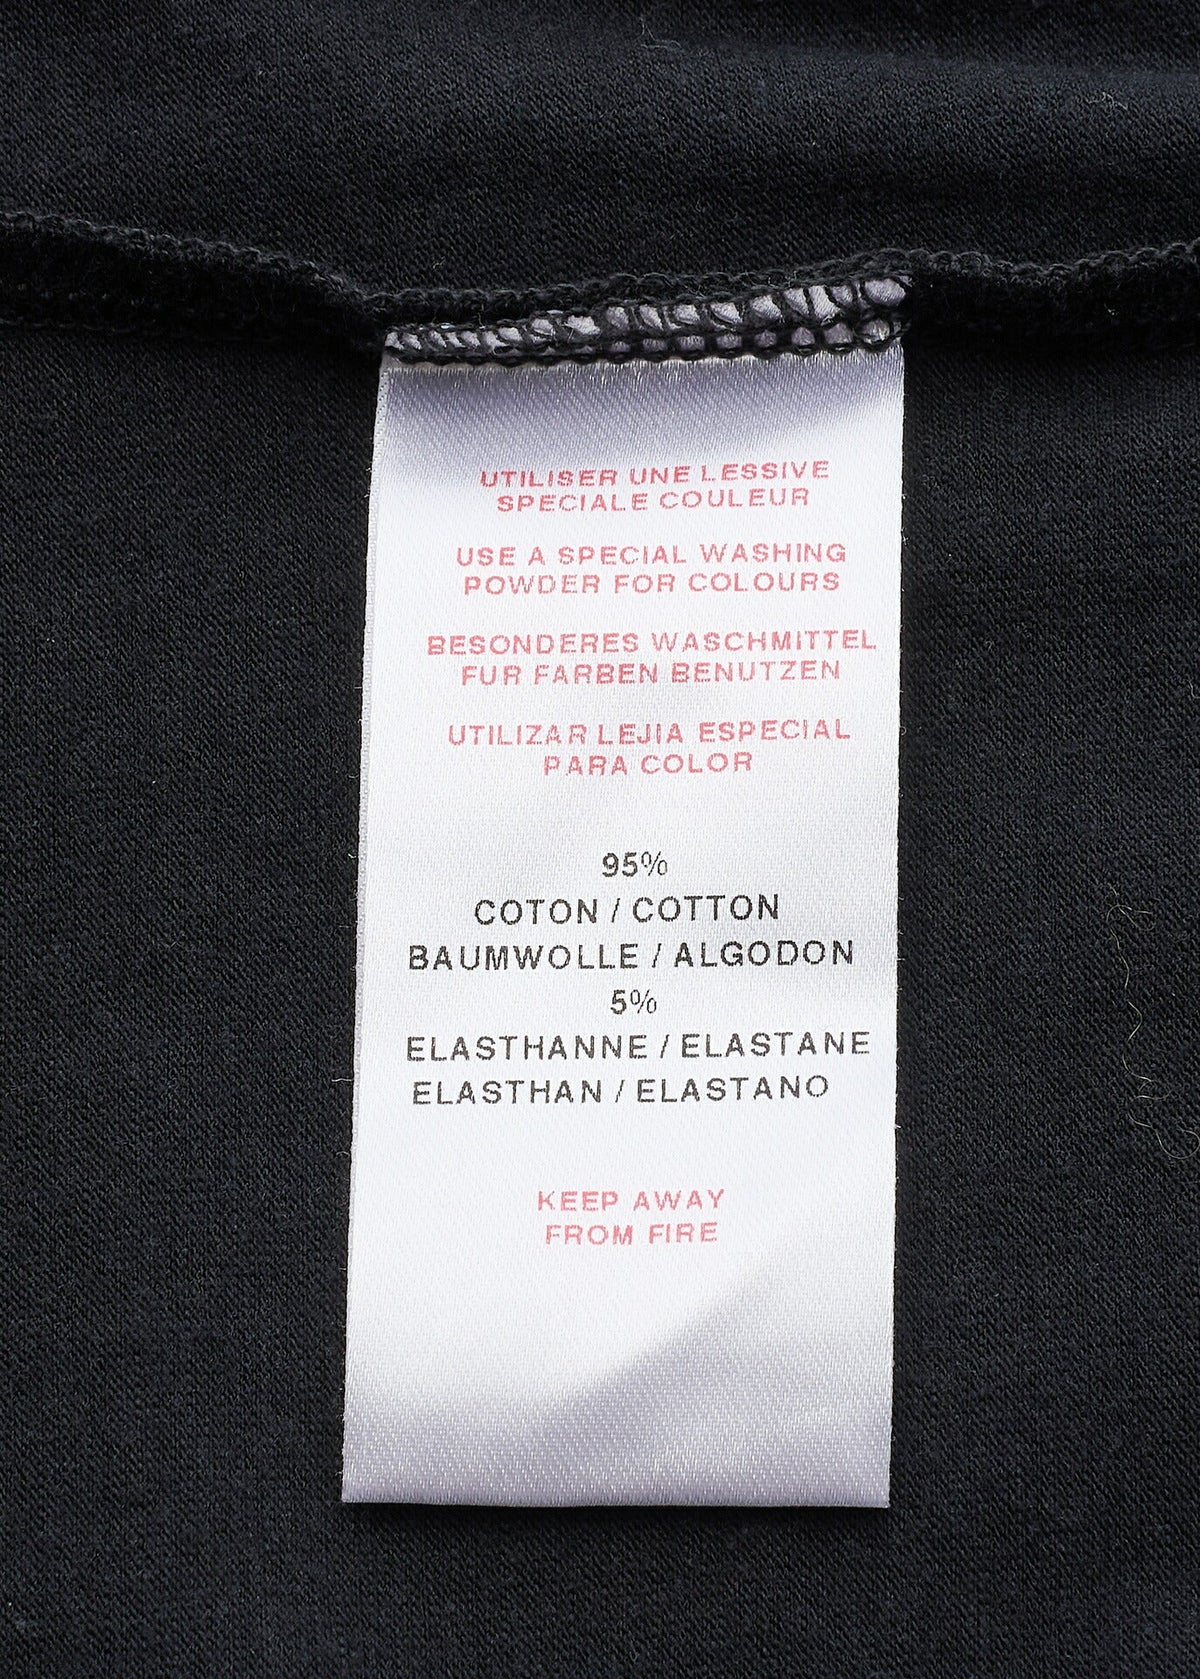 UTILISER UNE LESSIVE
SPECIALE COULEUR
USE A SPECIAL WASHING
POWDER FOR COLOURS
BESONDERES WASCHMITTEL
FUR FARBEN BENUTZEN
UTILIZAR LEJIA ESPECIAL
PARA COLOR
95%
COTON / COTTON
BAUMWOLLE / ALGODON
5%
ELASTHANNE / ELASTANE
ELASTHAN / ELASTANO
KEEP AWAY
FROM FIRE